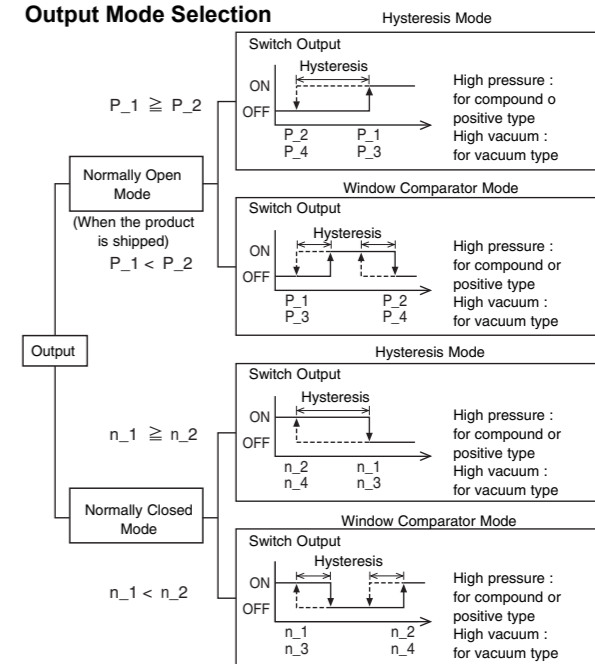 Output Mode Selection
Hysteresis Mode
Switch Output
Hysteresis
ON
OFF
P_2 P_1
P_4 P_3
High pressure :
for compound o
positive type
High vacuum :
for vacuum type
P_1 ≧ P_2
Normally Open
Mode
(When the product
is shipped)
P_1 < P_2
Window Comparator Mode
Switch Output
Hysteresis
ON
OFF
P_1 P_2
P_3 P_4
High pressure :
for compound or
positive type
High vacuum :
for vacuum type
Output
Hysteresis Mode
Switch Output
Hysteresis
ON
OFF
n_2 n_1
n_4 n_3
High pressure :
for compound or
positive type
High vacuum :
for vacuum type
n_1 ≧ n_2
Normally Closed
Mode
n_1 < n_2
Window Comparator Mode
Switch Output
Hysteresis
ON
OFF
n_1 n_2
n_3 n_4
High pressure :
for compound or
positive type
High vacuum :
for vacuum type